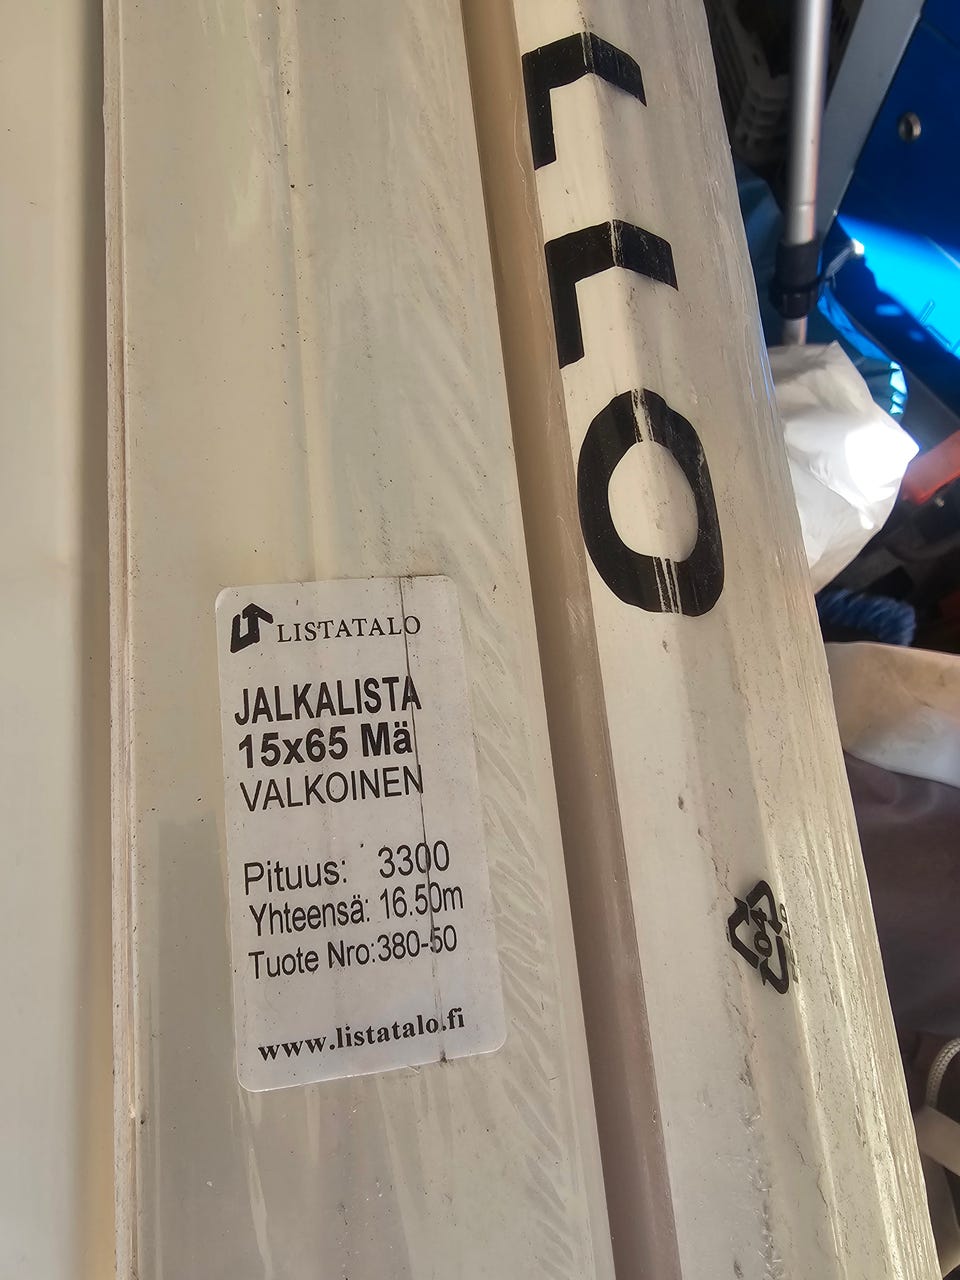 LISTATALO
JALKALISTA
15x65 Mä
VALKOINEN
Pituus: 3300
Yhteensä: 16.50m
Tuote Nro:380-50
www.listatalo.fi
LLO